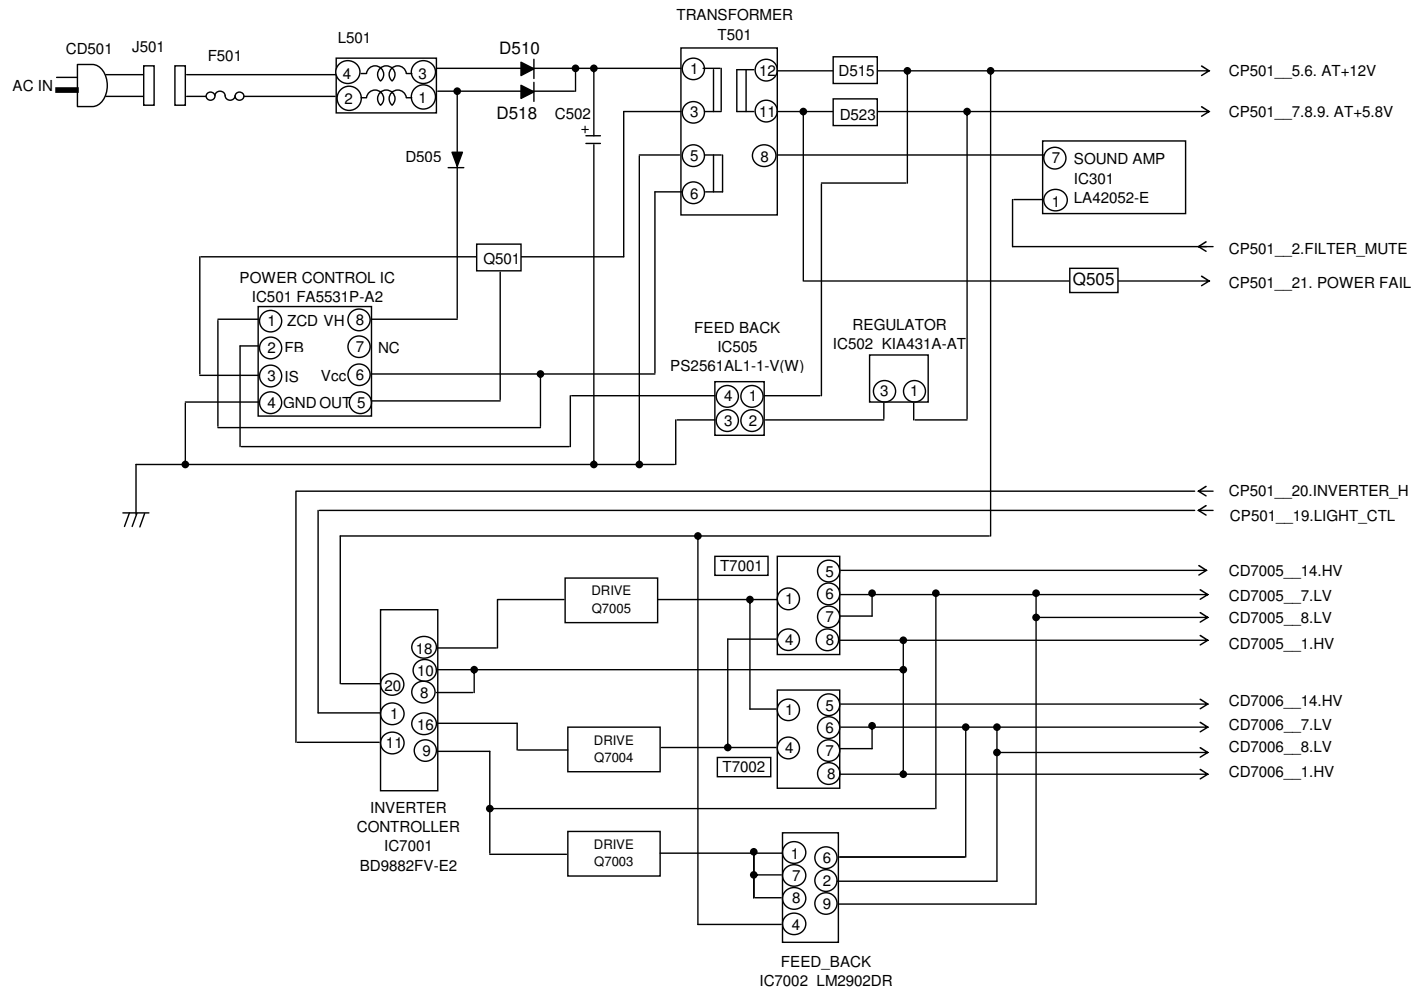 TRANSFORMER
T501
CD501
J501
F501
L501
D510
AC IN
4
3
2
1
D518
C502
+
D505
1
3
5
6
12
11
8
D515
D523
CP501__5.6. AT+12V
CP501__7.8.9. AT+5.8V
7 SOUND AMP
IC301
1 LA42052-E
CP501__2.FILTER_MUTE
Q505
CP501__21. POWER FAIL
Q501
POWER CONTROL IC
IC501 FA5531P-A2
1 ZCD VH 8
2 FB 7 NC
3 IS Vcc 6
4 GND OUT 5
FEED BACK
IC505
PS2561AL1-1-V(W)
4 1
3 2
REGULATOR
IC502 KIA431A-AT
3 1
CP501__20.INVERTER_H
CP501__19.LIGHT_CTL
T7001
1
4
5
6
7
8
CD7005__14.HV
CD7005__7.LV
CD7005__8.LV
CD7005__1.HV
DRIVE
Q7005
18
10
8
16
9
20
1
11
INVERTER
CONTROLLER
IC7001
BD9882FV-E2
DRIVE
Q7004
T7002
1
4
5
6
7
8
CD7006__14.HV
CD7006__7.LV
CD7006__8.LV
CD7006__1.HV
DRIVE
Q7003
1
7
8
4
6
2
9
FEED_BACK
IC7002 LM2902DR